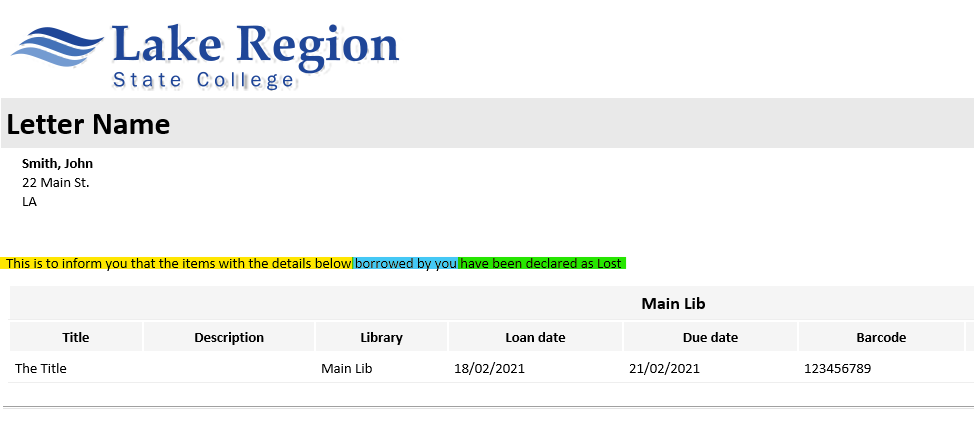 Lake Region
State College
Letter Name
Smith, John
22 Main St.
LA
This is to inform you that the items with the details below borrowed by you have been declared as Lost
Main Lib
Title Description Library Loan date Due date Barcode
The Title Main Lib 18/02/2021 21/02/2021 123456789